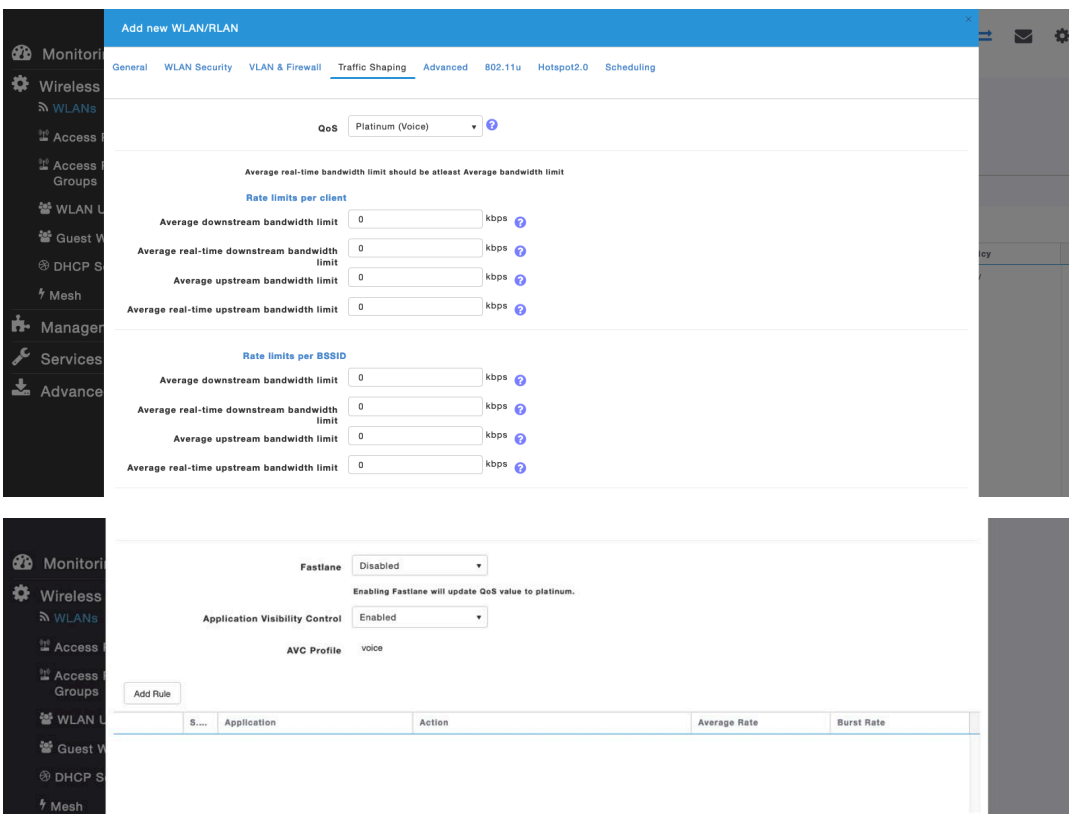 Add new WLAN/RLAN
×
Monitori
General WLAN Security VLAN & Firewall Traffic Shaping Advanced 802.11u Hotspot2.0 Scheduling
Wireless
WLANs
Access P
Access P
Groups
WLAN U
Guest W
DHCP S
Mesh
Manager
Services
Advance
QoS Platinum (Voice) ?
Average real-time bandwidth limit should be atleast Average bandwidth limit
Rate limits per client
Average downstream bandwidth limit 0 kbps ?
Average real-time downstream bandwidth
limit 0 kbps ?
Average upstream bandwidth limit 0 kbps ?
Average real-time upstream bandwidth limit 0 kbps ?
Rate limits per BSSID
Average downstream bandwidth limit 0 kbps ?
Average real-time downstream bandwidth
limit 0 kbps ?
Average upstream bandwidth limit 0 kbps ?
Average real-time upstream bandwidth limit 0 kbps ?
licy
Monitori
Wireless
WLANs
Access P
Access P
Groups
WLAN U
Guest W
DHCP S
Mesh
Fastlane Disabled
Enabling Fastlane will update QoS value to platinum.
Application Visibility Control Enabled
AVC Profile voice
Add Rule
S.... Application Action Average Rate Burst Rate